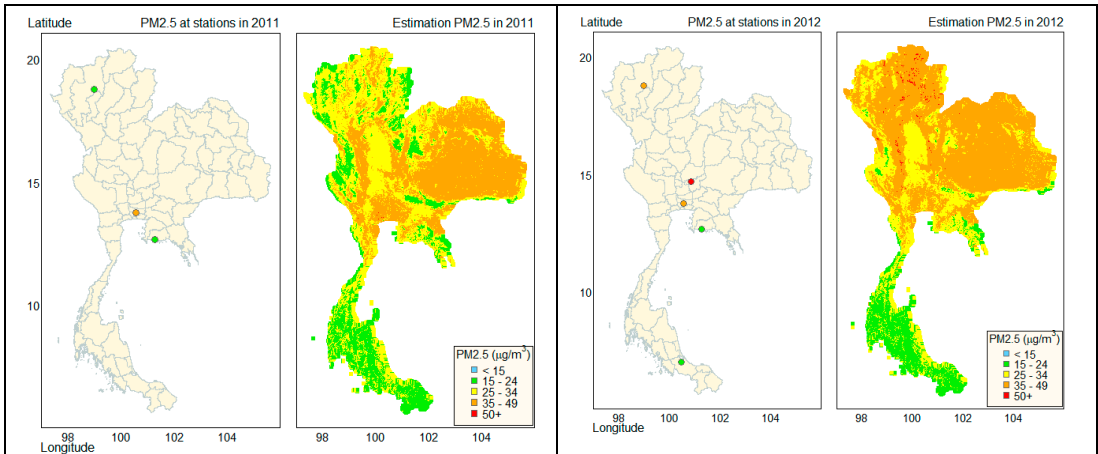 Latitude PM2.5 at stations in 2011 Estimation PM2.5 in 2011
20
15
10
PM2.5 (µg/m³)
< 15
15 - 24
25 - 34
35 - 49
50+
98 100 102 104 98 100 102 104
Longitude
Latitude PM2.5 at stations in 2012 Estimation PM2.5 in 2012
20
15
10
PM2.5 (µg/m³)
< 15
15 - 24
25 - 34
35 - 49
50+
98 100 102 104 98 100 102 104
Longitude